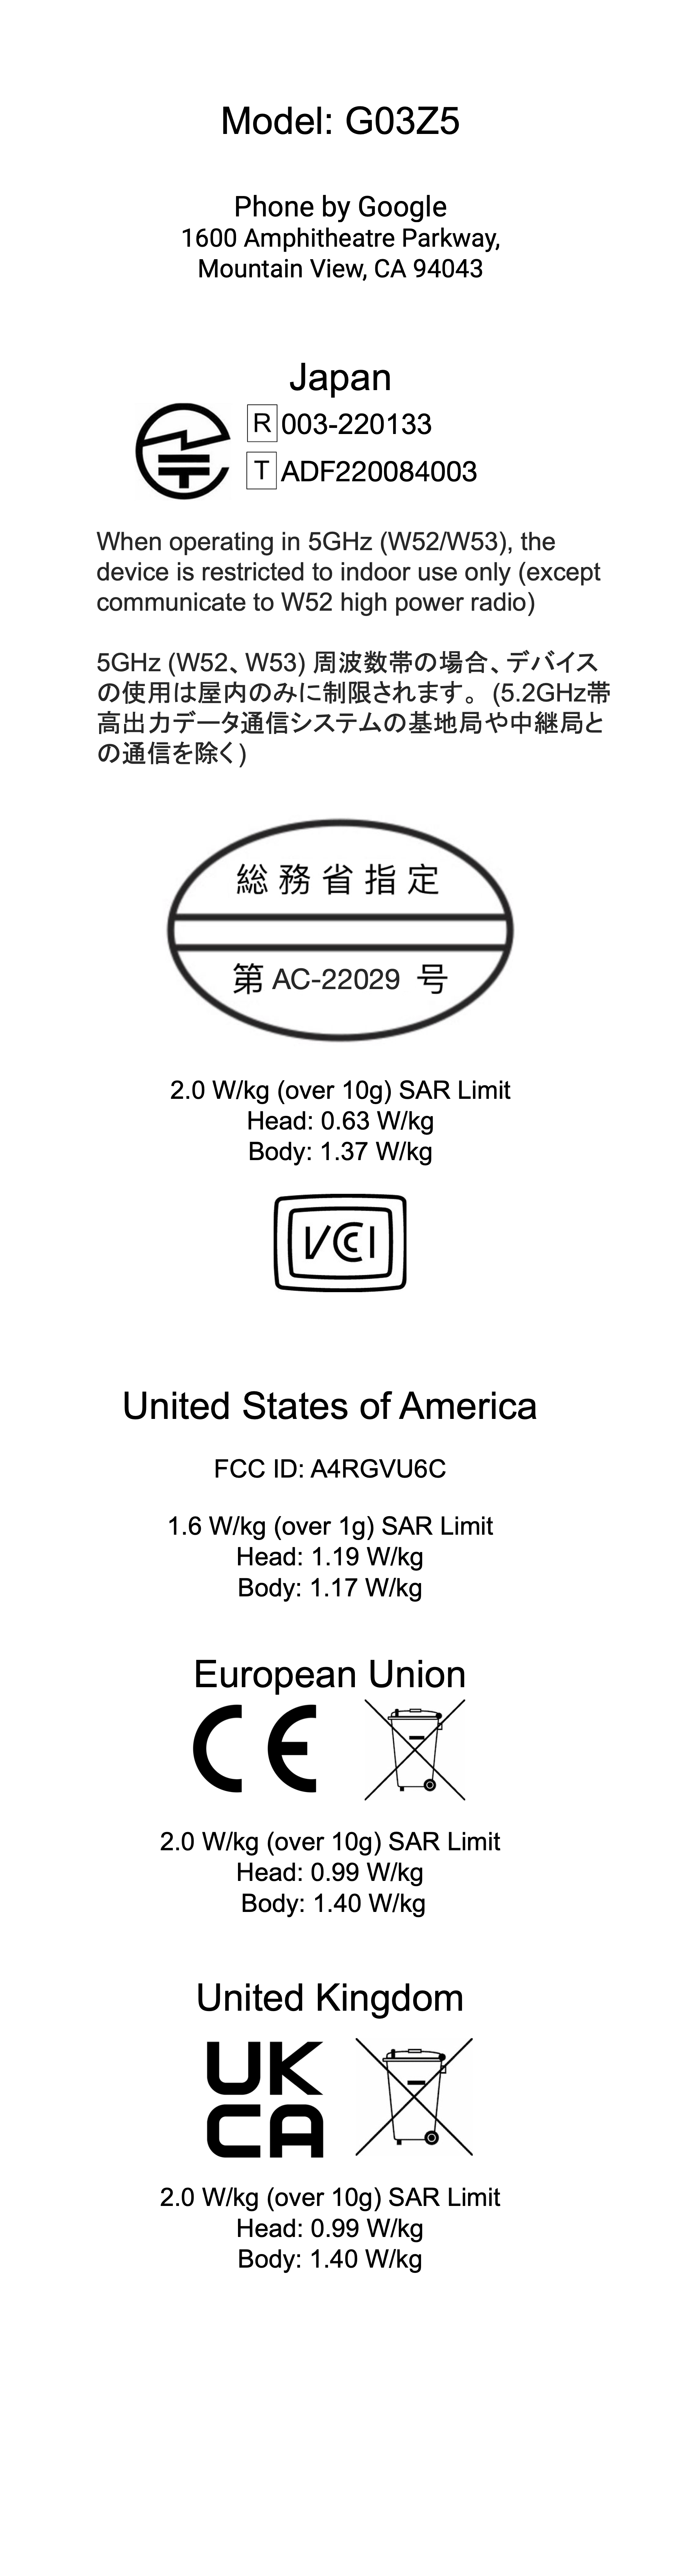 Model: G03Z5
Phone by Google
1600 Amphitheatre Parkway,
Mountain View, CA 94043
Japan
R 003-220133
T ADF220084003
When operating in 5GHz (W52/W53), the
device is restricted to indoor use only (except
communicate to W52 high power radio)
5GHz (W52、W53) 周波数帯の場合、デバイス
の使用は屋内のみに制限されます。 (5.2GHz帯
高出力データ通信システムの基地局や中継局と
の通信を除く)
総務省指定
第 AC-22029 号
2.0 W/kg (over 10g) SAR Limit
Head: 0.63 W/kg
Body: 1.37 W/kg
VCCI
United States of America
FCC ID: A4RGVU6C
1.6 W/kg (over 1g) SAR Limit
Head: 1.19 W/kg
Body: 1.17 W/kg
European Union
CE
2.0 W/kg (over 10g) SAR Limit
Head: 0.99 W/kg
Body: 1.40 W/kg
United Kingdom
UK
CA
2.0 W/kg (over 10g) SAR Limit
Head: 0.99 W/kg
Body: 1.40 W/kg